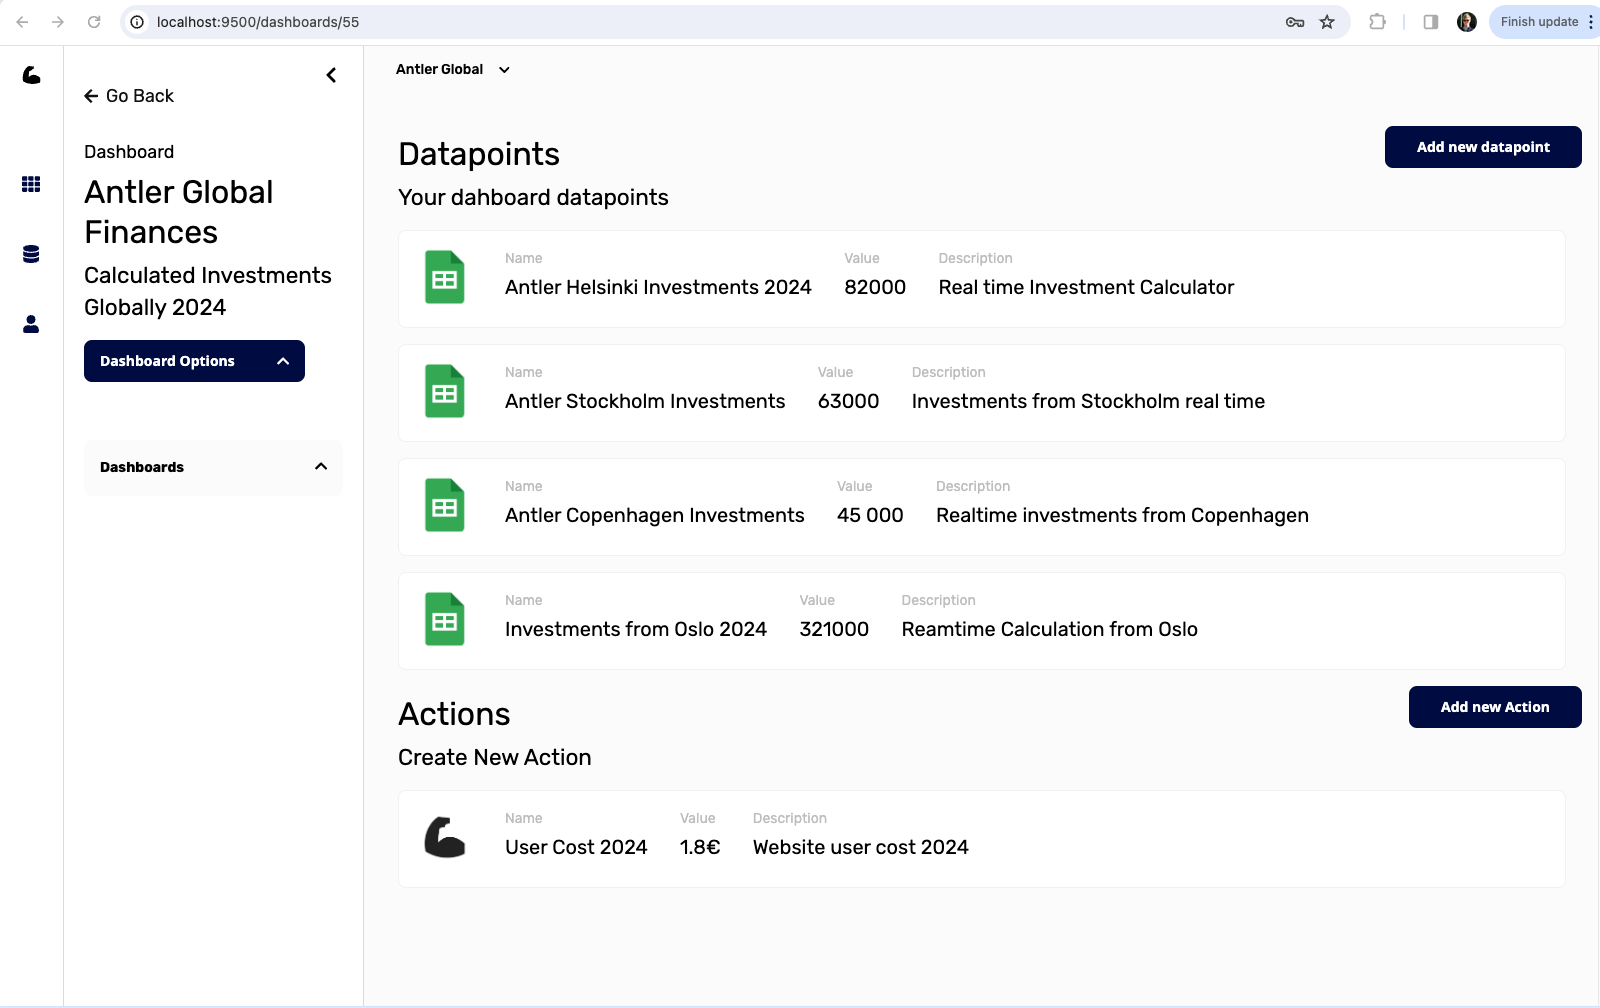 localhost:9500/dashboards/55
Finish update
Go Back
Dashboard
Antler Global
Finances
Calculated Investments
Globally 2024
Dashboard Options
Dashboards
Antler Global
Datapoints
Add new datapoint
Your dahboard datapoints
Name Value Description
Antler Helsinki Investments 2024 82000 Real time Investment Calculator
Name Value Description
Antler Stockholm Investments 63000 Investments from Stockholm real time
Name Value Description
Antler Copenhagen Investments 45 000 Realtime investments from Copenhagen
Name Value Description
Investments from Oslo 2024 321000 Reamtime Calculation from Oslo
Actions
Add new Action
Create New Action
Name Value Description
User Cost 2024 1.8€ Website user cost 2024